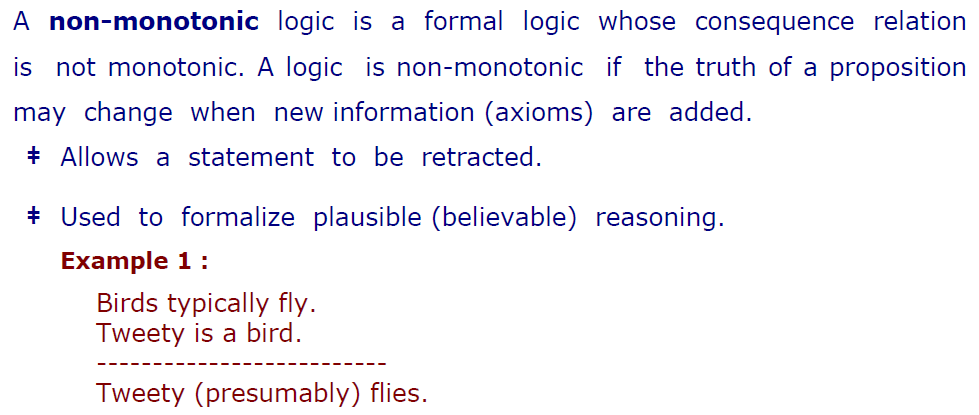 A non-monotonic logic is a formal logic whose consequence relation
is not monotonic. A logic is non-monotonic if the truth of a proposition
may change when new information (axioms) are added.
ǂ Allows a statement to be retracted.
ǂ Used to formalize plausible (believable) reasoning.
Example 1 :
Birds typically fly.
Tweety is a bird.
--------------------------
Tweety (presumably) flies.